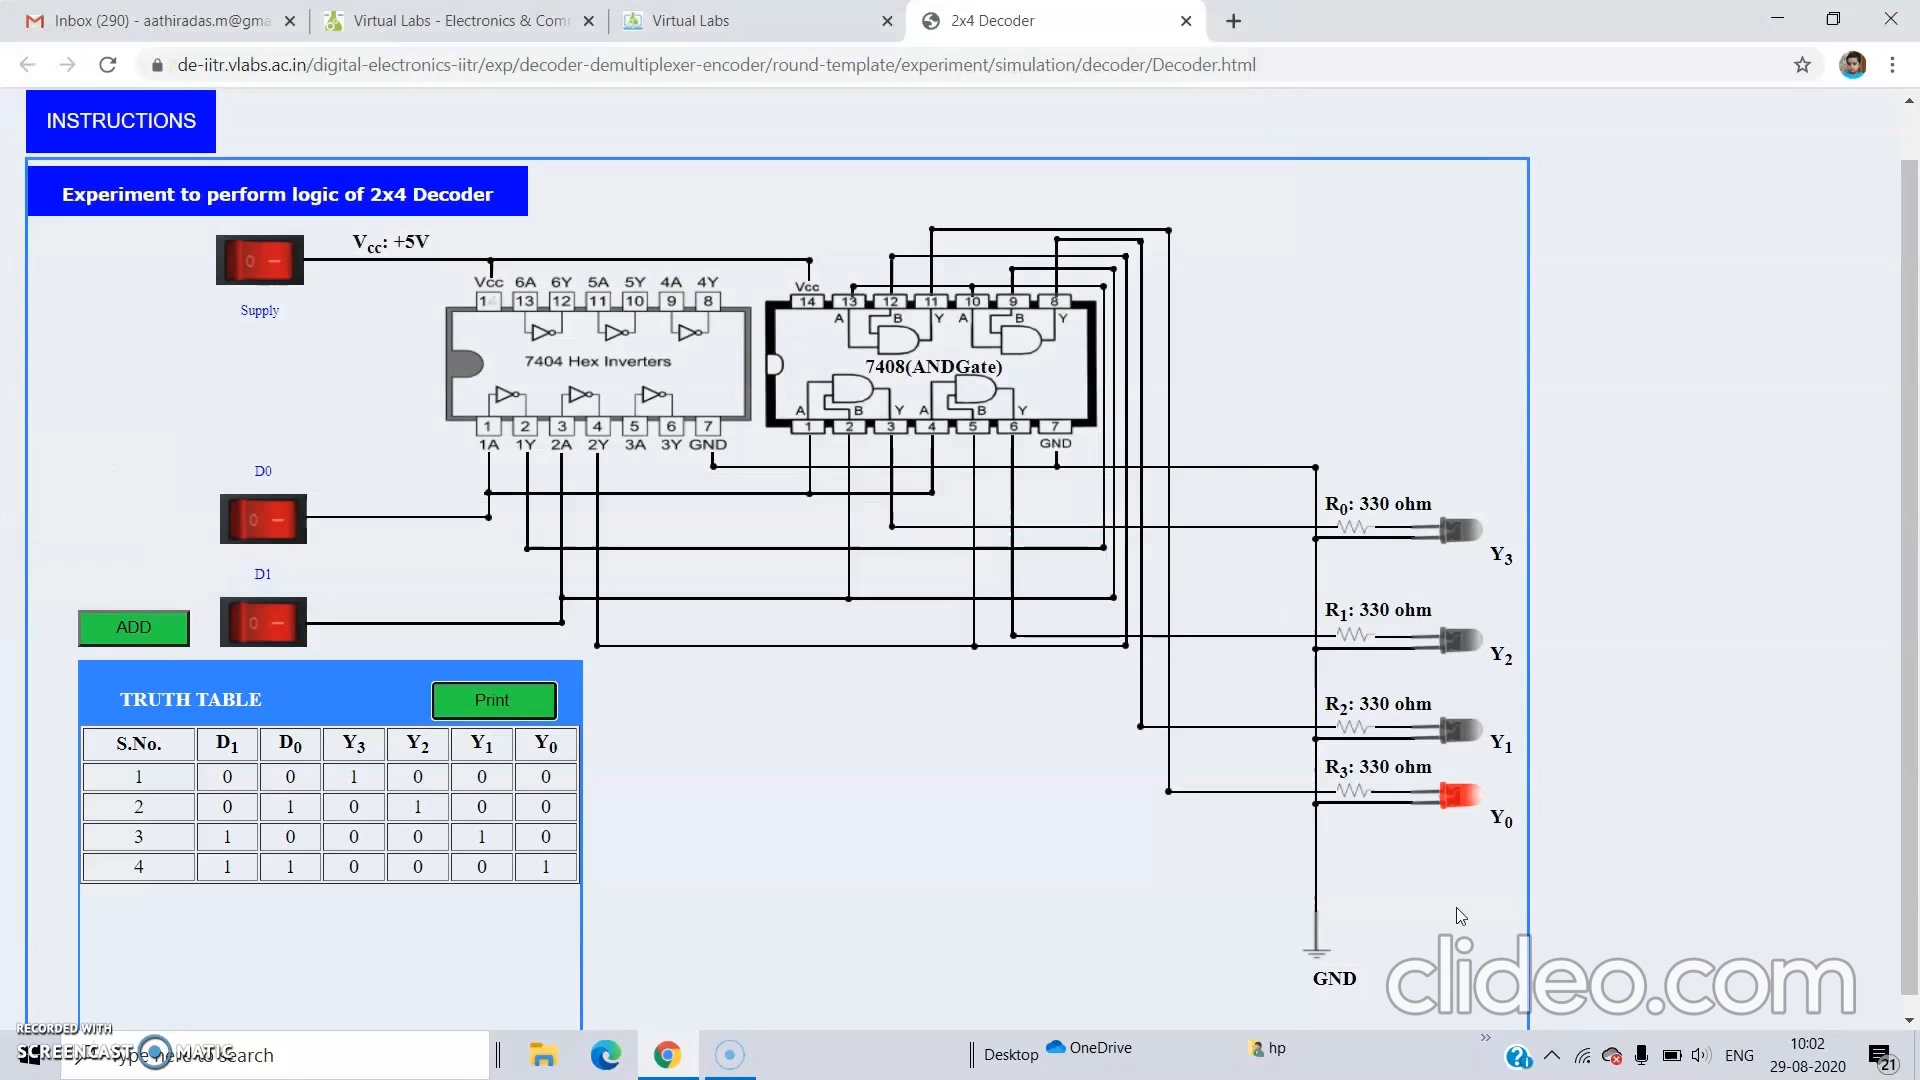 Inbox (290) - aathiradas.m@gma
Virtual Labs - Electronics & Com
Virtual Labs
2x4 Decoder
de-iitr.vlabs.ac.in/digital-electronics-iitr/exp/decoder-demultiplexer-encoder/round-template/experiment/simulation/decoder/Decoder.html
INSTRUCTIONS
Experiment to perform logic of 2x4 Decoder
Vcc: +5V
Supply
Vcc 6A 6Y 5A 5Y 4A 4Y
14 13 12 11 10 9 8
7404 Hex Inverters
1 2 3 4 5 6 7
1A 1Y 2A 2Y 3A 3Y GND
Vcc
14 13 12 11 10 9 8
A B Y A B Y
7408(ANDGate)
A B Y A B Y
1 2 3 4 5 6 7
GND
D0
D1
ADD
R0: 330 ohm
Y3
R1: 330 ohm
Y2
R2: 330 ohm
Y1
R3: 330 ohm
Y0
GND
TRUTH TABLE
Print
S.No. D1 D0 Y3 Y2 Y1 Y0
1 0 0 1 0 0 0
2 0 1 0 1 0 0
3 1 0 0 0 1 0
4 1 1 0 0 0 1
clideo.com
RECORDED WITH
SCREENCAST MATIC
Type here to search
Desktop
OneDrive
hp
ENG
10:02
29-08-2020
21